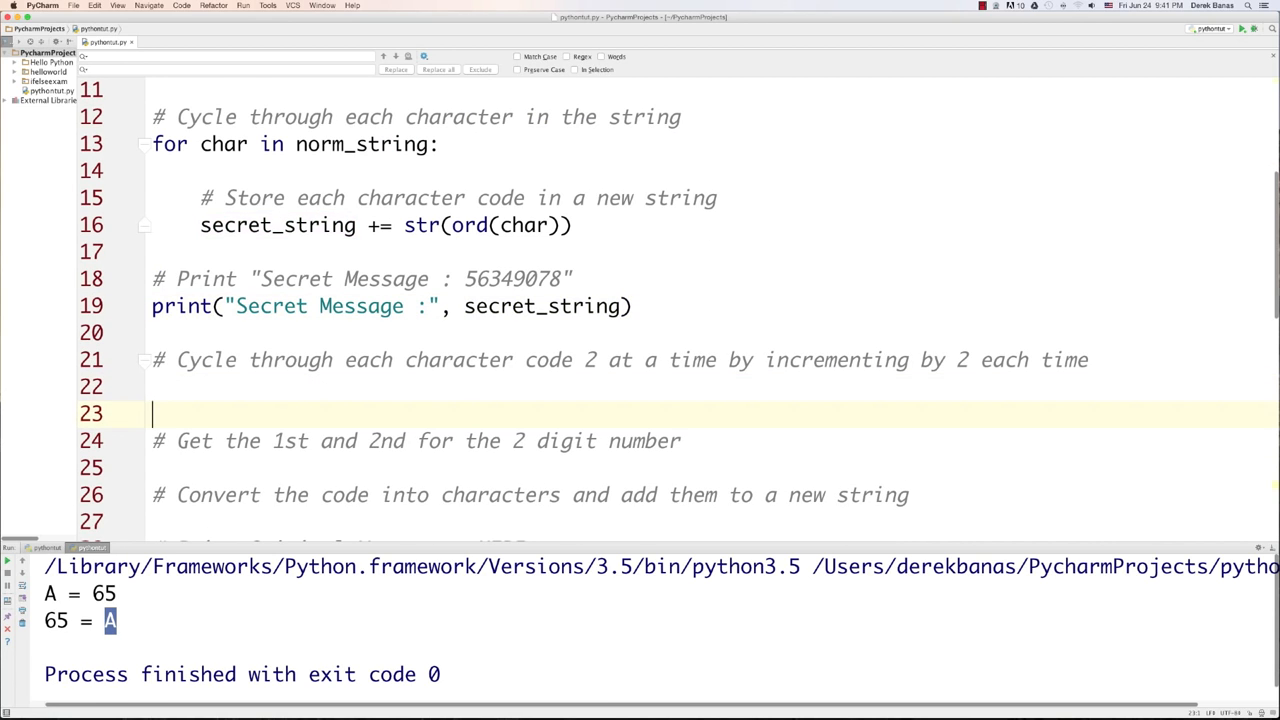 PyCharm File Edit View Navigate Code Refactor Run Tools VCS Window Help
10
Fri Jun 24 9:41 PM Derek Banas
pythontut.py - PycharmProjects - [~/PycharmProjects]
PycharmProjects pythontut.py
pythontut
pythontut.py
PycharmProject
Match Case Regex Words
Hello Python
helloworld
Replace Replace all Exclude
Preserve Case In Selection
ifelseexam
pythontut.py
External Librarie
11
12 # Cycle through each character in the string
13 for char in norm_string:
14
15 # Store each character code in a new string
16 secret_string += str(ord(char))
17
18 # Print "Secret Message : 56349078"
19 print("Secret Message :", secret_string)
20
21 # Cycle through each character code 2 at a time by incrementing by 2 each time
22
23
24 # Get the 1st and 2nd for the 2 digit number
25
26 # Convert the code into characters and add them to a new string
27
Run: pythontut pythontut
/Library/Frameworks/Python.framework/Versions/3.5/bin/python3.5 /Users/derekbanas/PycharmProjects/pytho
A = 65
65 = A
Process finished with exit code 0
23:1 LF UTF-8